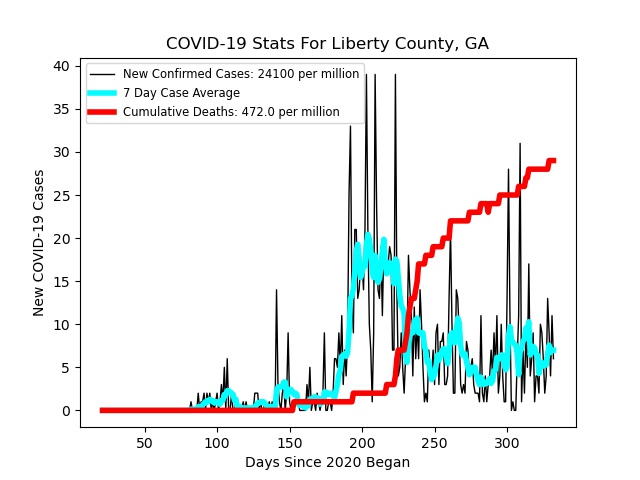 COVID-19 Stats For Liberty County, GA
New Confirmed Cases: 24100 per million
7 Day Case Average
Cumulative Deaths: 472.0 per million
New COVID-19 Cases
40
35
30
25
20
15
10
5
0
50 100 150 200 250 300
Days Since 2020 Began